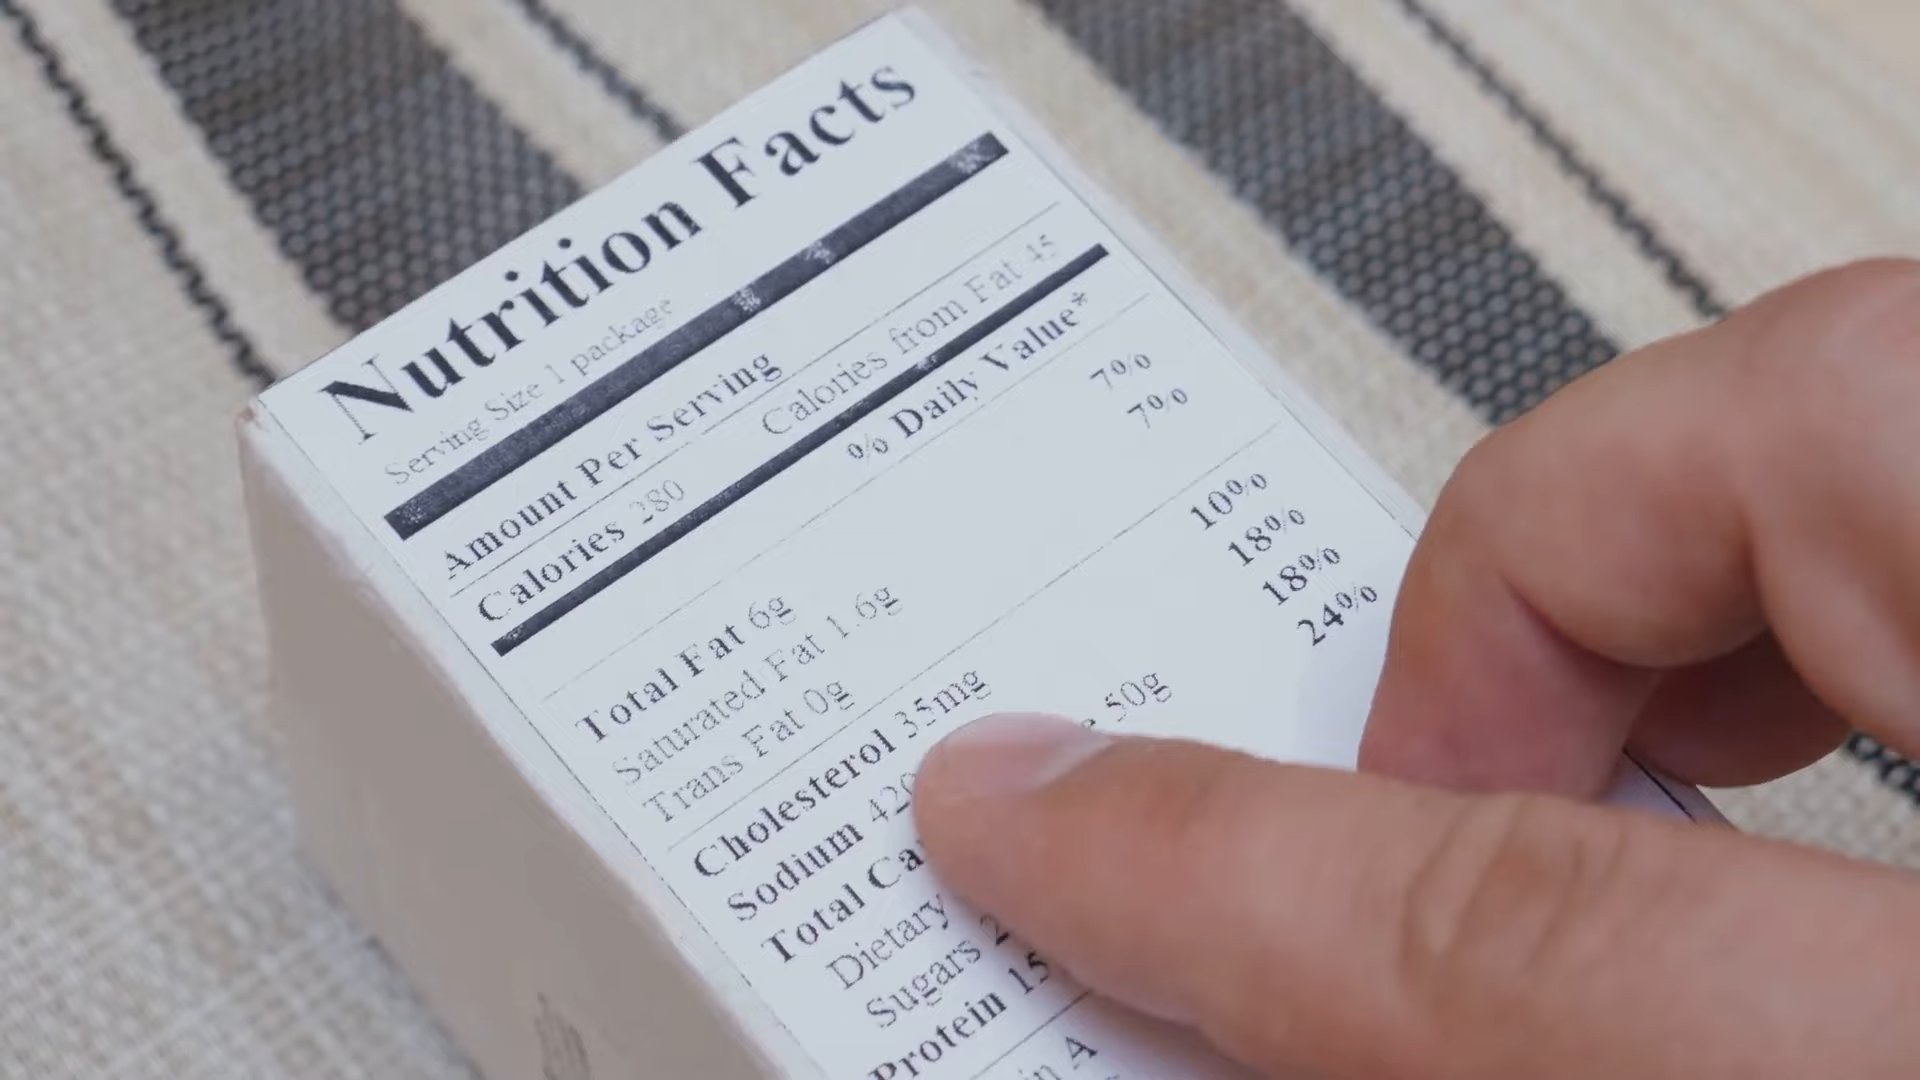 Nutrition Facts
Serving Size 1 package
Amount Per Serving
Calories 280 Calories from Fat 45
% Daily Value*
Total Fat 6g 7%
Saturated Fat 1.6g 7%
Trans Fat 0g
Cholesterol 35mg 10%
Sodium 420 18%
Total 50g 18%
Dietary 24%
Sugars
Protein 15
A